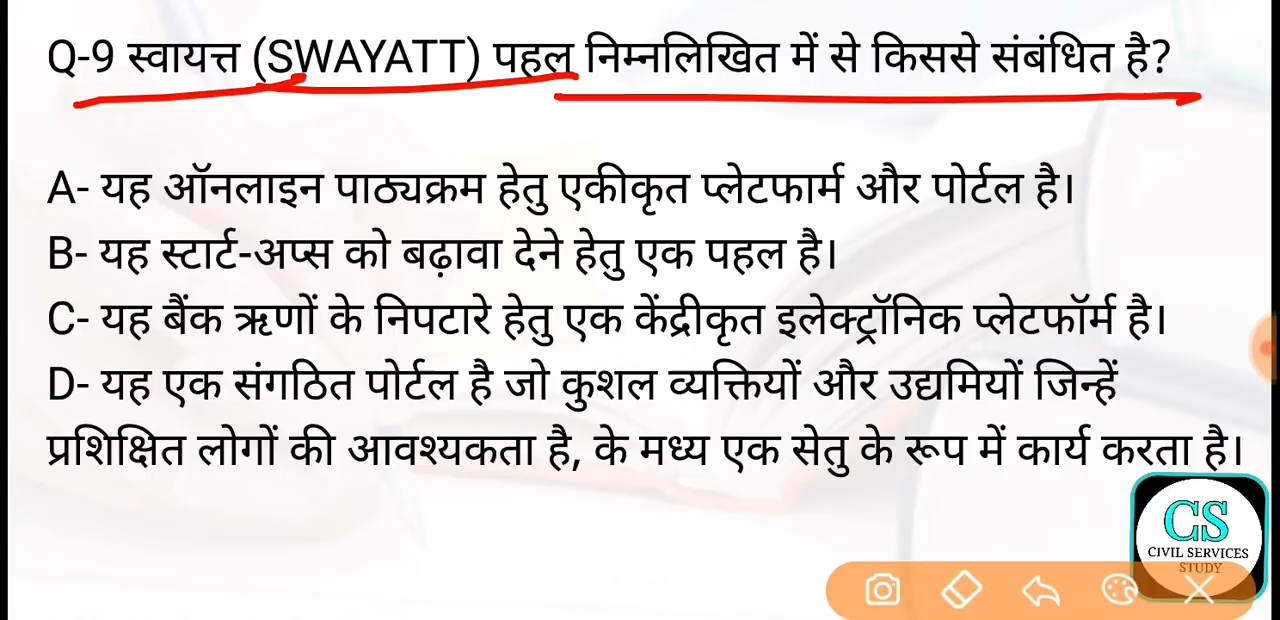 Q-9 स्वायत्त (SWAYATT) पहल निम्नलिखित में से किससे संबंधित है?
A- यह ऑनलाइन पाठ्यक्रम हेतु एकीकृत प्लेटफार्म और पोर्टल है।
B- यह स्टार्ट-अप्स को बढ़ावा देने हेतु एक पहल है।
C- यह बैंक ऋणों के निपटारे हेतु एक केंद्रीकृत इलेक्ट्रॉनिक प्लेटफॉर्म है।
D- यह एक संगठित पोर्टल है जो कुशल व्यक्तियों और उद्यमियों जिन्हें
प्रशिक्षित लोगों की आवश्यकता है, के मध्य एक सेतु के रूप में कार्य करता है।
CS
CIVIL SERVICES
STUDY